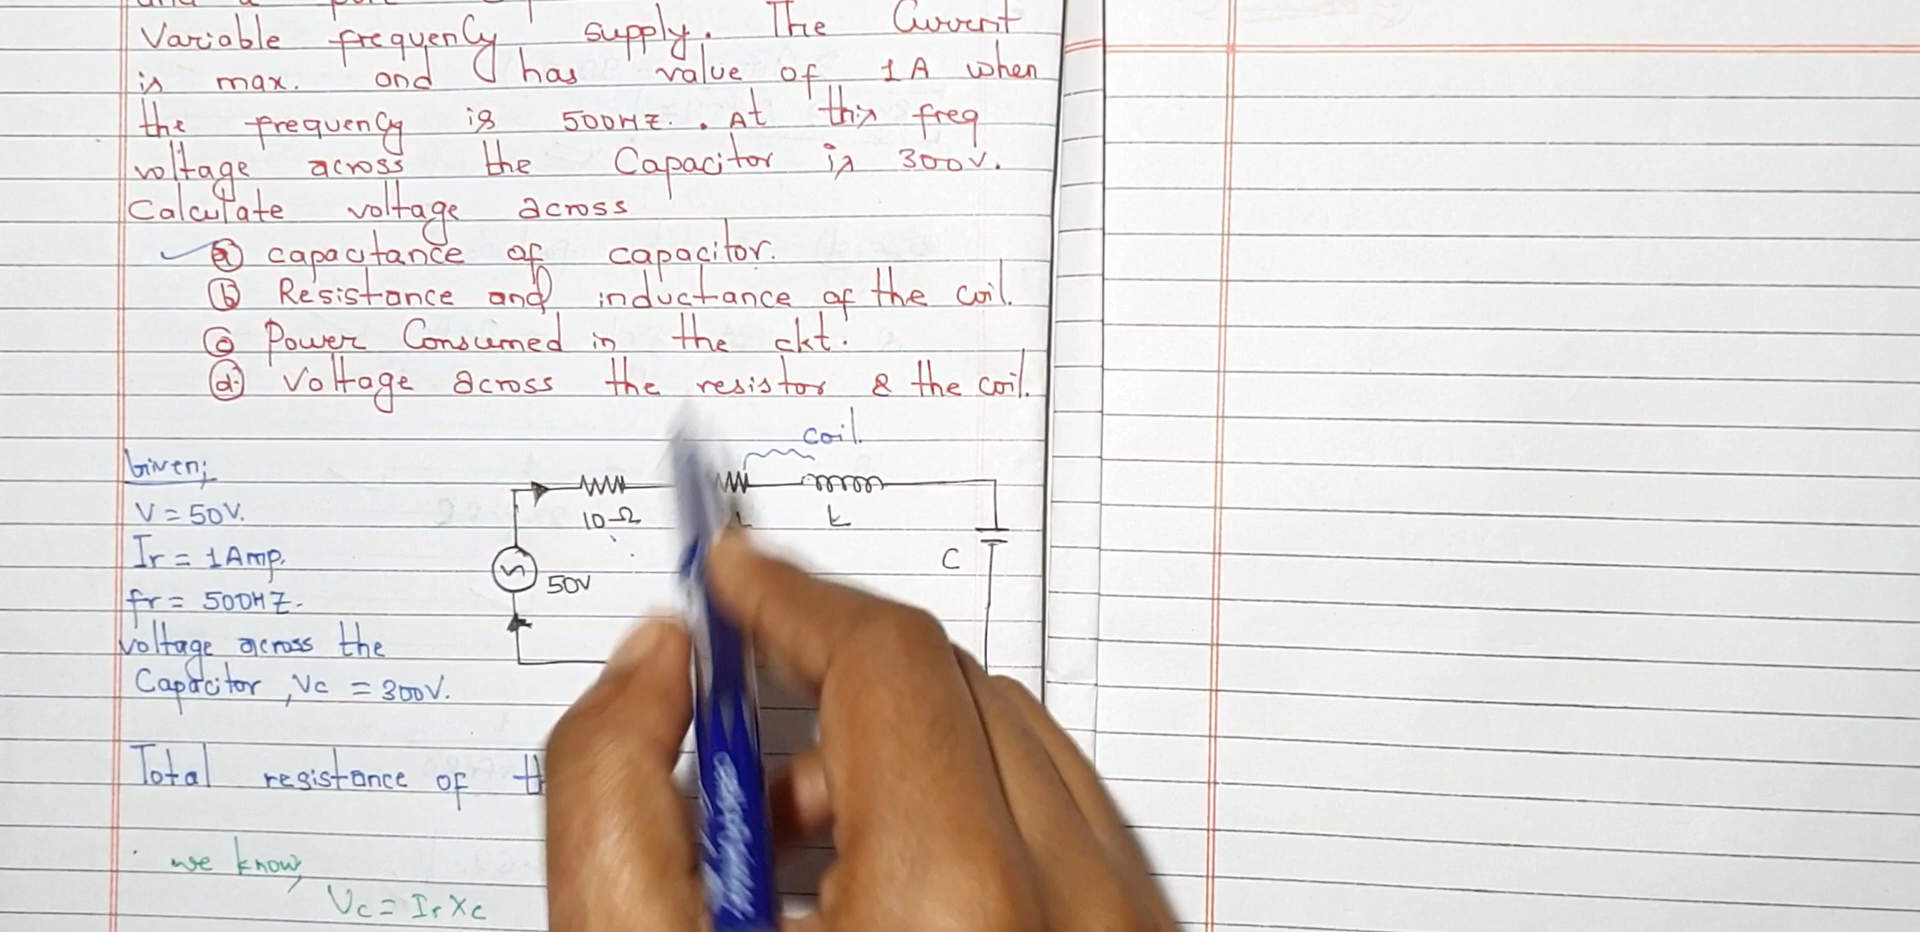 Variable frequency supply. The Current
is max. and has value of 1A when
the frequency is 500HZ. At this freq
voltage across the Capacitor is 300V.
Calculate voltage across
(a) capacitance of capacitor.
(b) Resistance and inductance of the coil.
(c) Power Consumed in the ckt.
(d) Voltage across the resistor & the coil.
coil.
Given;
V = 50V.
10Ω
L
Ir = 1Amp.
C
50V
fr = 500HZ.
voltage across the
Capacitor, Vc = 300V.
Total resistance of
we know,
Vc = Ir Xc